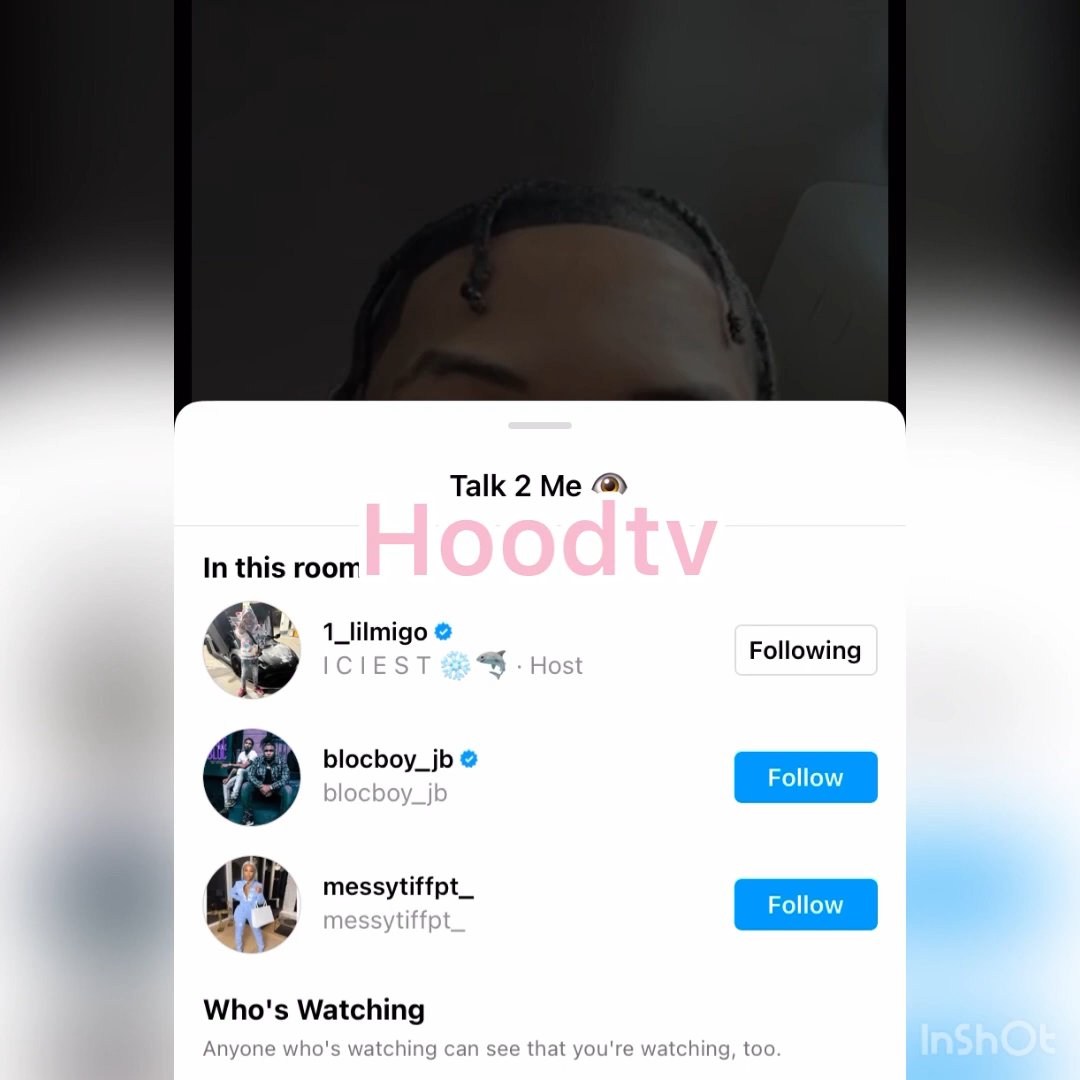 Talk 2 Me 👁️
Hoodtv
In this room
1_lilmigo
I C I E S T ❄️🐬 · Host
Following
blocboy_jb
blocboy_jb
Follow
messytiffpt_
messytiffpt_
Follow
Who's Watching
Anyone who's watching can see that you're watching, too.
InShOt